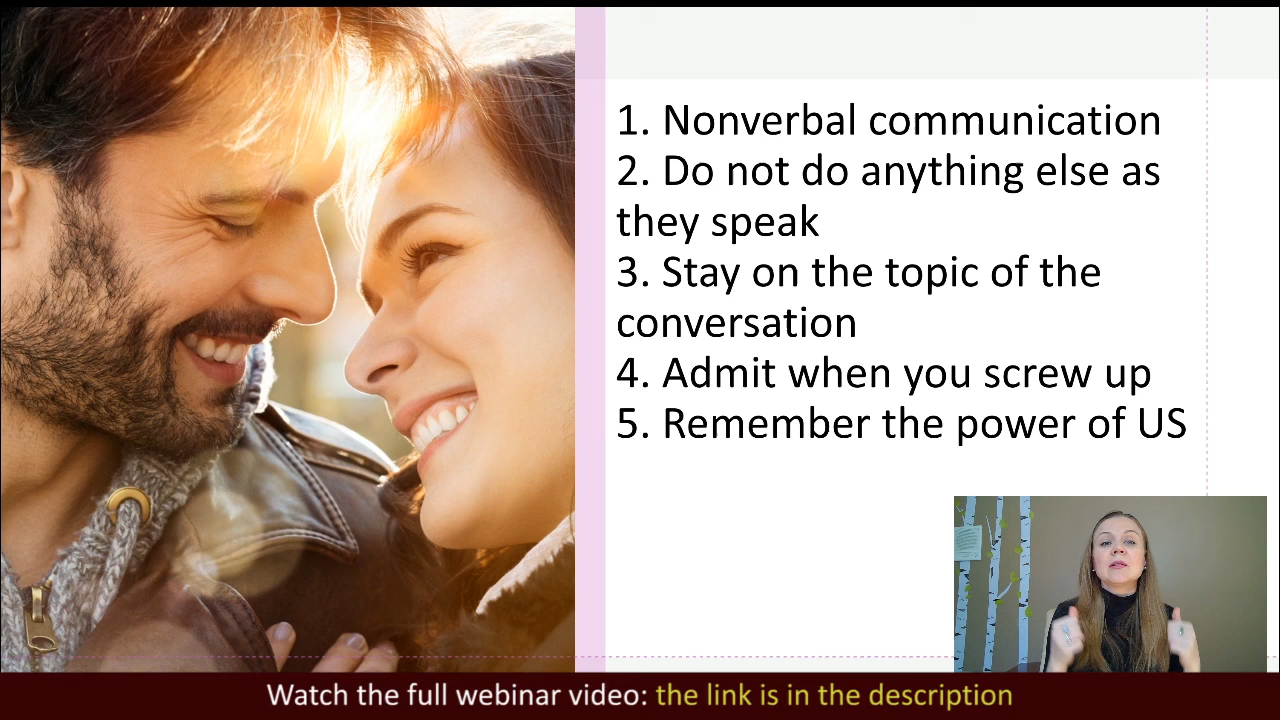 1. Nonverbal communication
2. Do not do anything else as
they speak
3. Stay on the topic of the
conversation
4. Admit when you screw up
5. Remember the power of US
Watch the full webinar video: the link is in the description